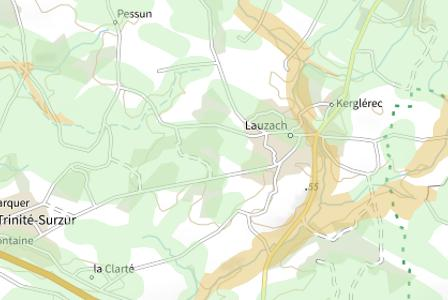 Pessun
Kerglérec
Lauzach
.55
arquer
Trinité-Surzur
ontaine
la Clarté